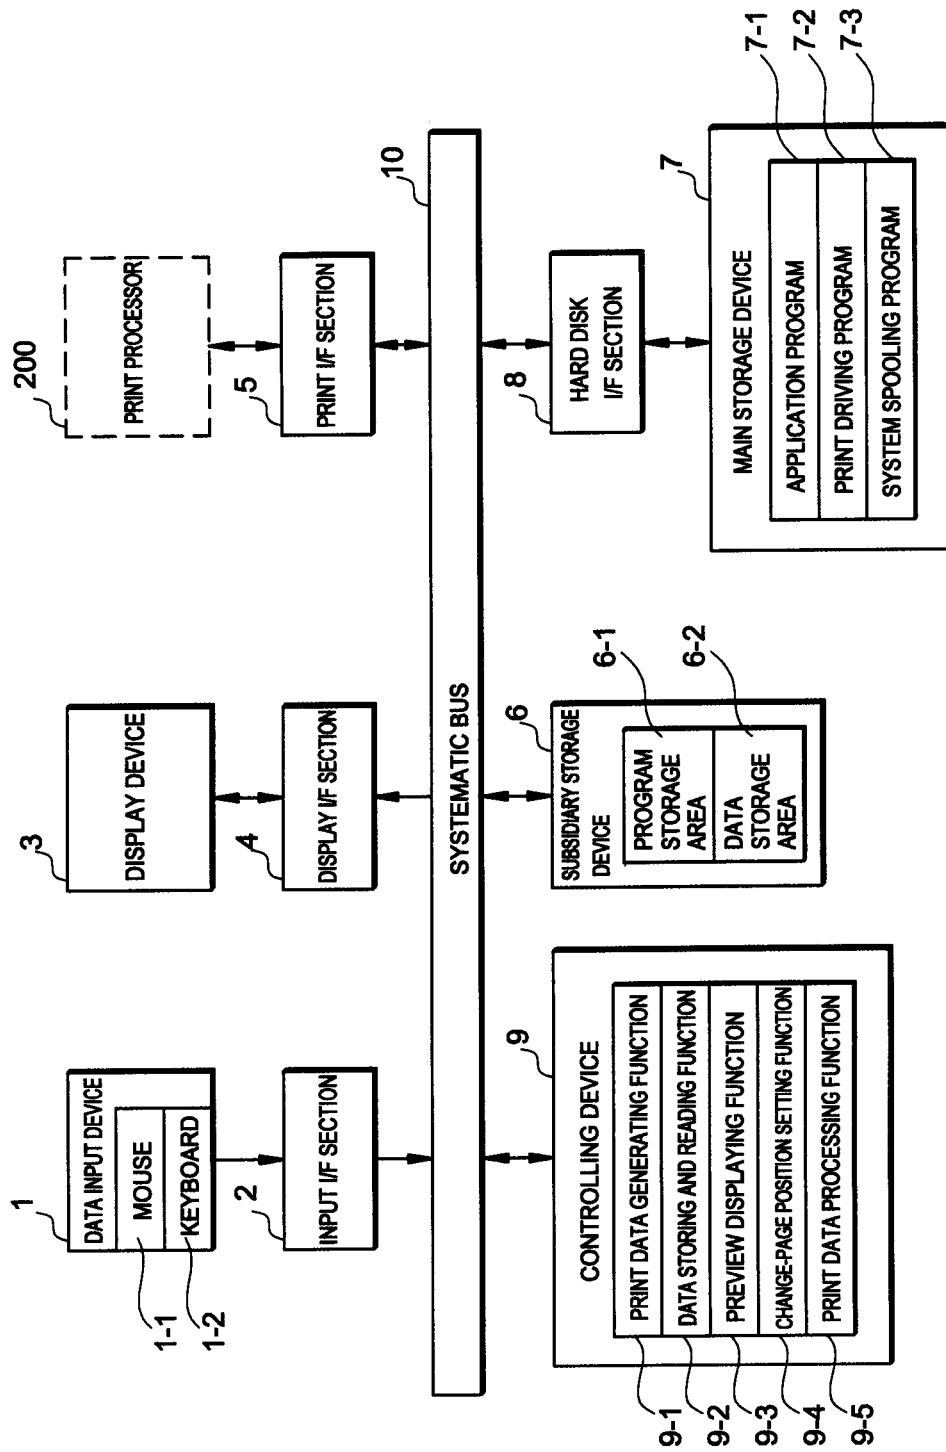 1
DATA INPUT DEVICE
MOUSE
KEYBOARD
1-1
1-2
2
INPUT I/F SECTION
3
DISPLAY DEVICE
4
DISPLAY I/F SECTION
200
PRINT PROCESSOR
5
PRINT I/F SECTION
10
SYSTEMATIC BUS
9
CONTROLLING DEVICE
PRINT DATA GENERATING FUNCTION
DATA STORING AND READING FUNCTION
PREVIEW DISPLAYING FUNCTION
CHANGE-PAGE POSITION SETTING FUNCTION
PRINT DATA PROCESSING FUNCTION
9-1
9-2
9-3
9-4
9-5
6
SUBSIDIARY STORAGE
DEVICE
PROGRAM
STORAGE
AREA
DATA
STORAGE
AREA
6-1
6-2
8
HARD DISK
I/F SECTION
7
MAIN STORAGE DEVICE
APPLICATION PROGRAM
PRINT DRIVING PROGRAM
SYSTEM SPOOLING PROGRAM
7-1
7-2
7-3